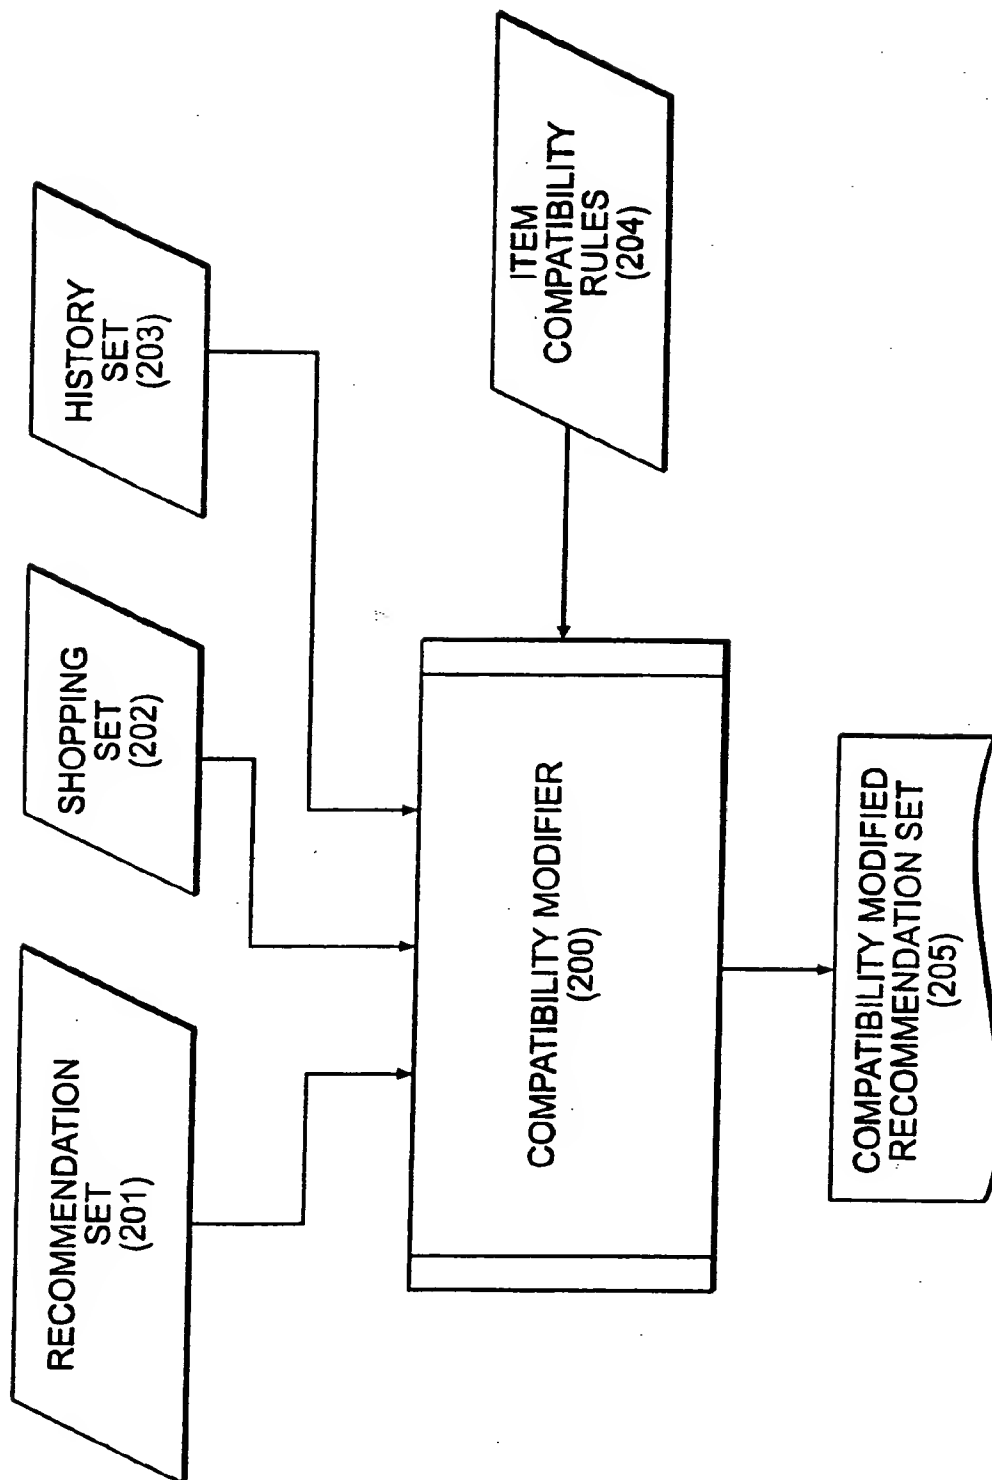 RECOMMENDATION
SET
(201)
SHOPPING
SET
(202)
HISTORY
SET
(203)
ITEM
COMPATIBILITY
RULES
(204)
COMPATIBILITY MODIFIER
(200)
COMPATIBILITY MODIFIED
RECOMMENDATION SET
(205)